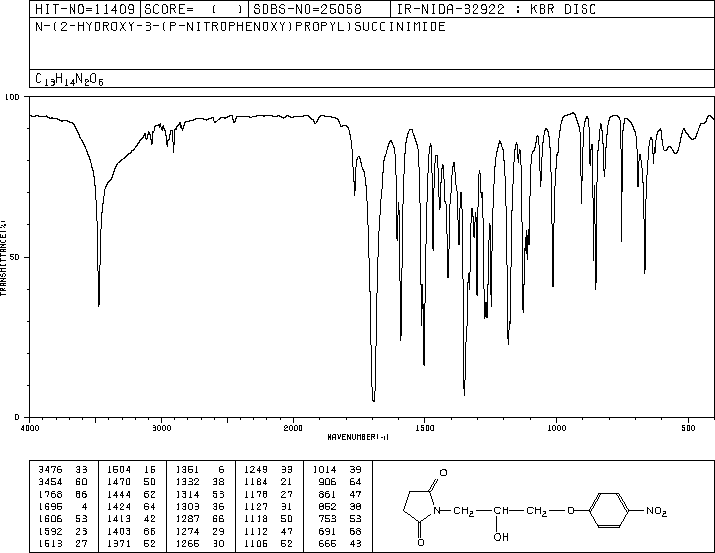 HIT-NO=11409 SCORE= ( ) SDBS-NO=25058 IR-NIDA-32922 : KBR DISC
N-(2-HYDROXY-3-(P-NITROPHENOXY)PROPYL)SUCCINIMIDE
C13H14N2O6
100
50
0
TRANSMITTANCE(%)
4000 3000 2000 1500 1000 500
WAVENUMBER(-1)
3476 33 1504 16 1351 6 1249 33 1014 39
3454 60 1470 50 1332 38 1184 21 906 64
1768 66 1444 62 1314 53 1178 27 861 47
1695 4 1424 64 1303 36 1127 31 852 38
1606 53 1413 42 1287 66 1118 50 753 53
1592 23 1403 66 1274 29 1112 47 691 68
1513 27 1371 52 1266 30 1106 52 665 43
O
N-CH2-CH-CH2-O NO2
O OH